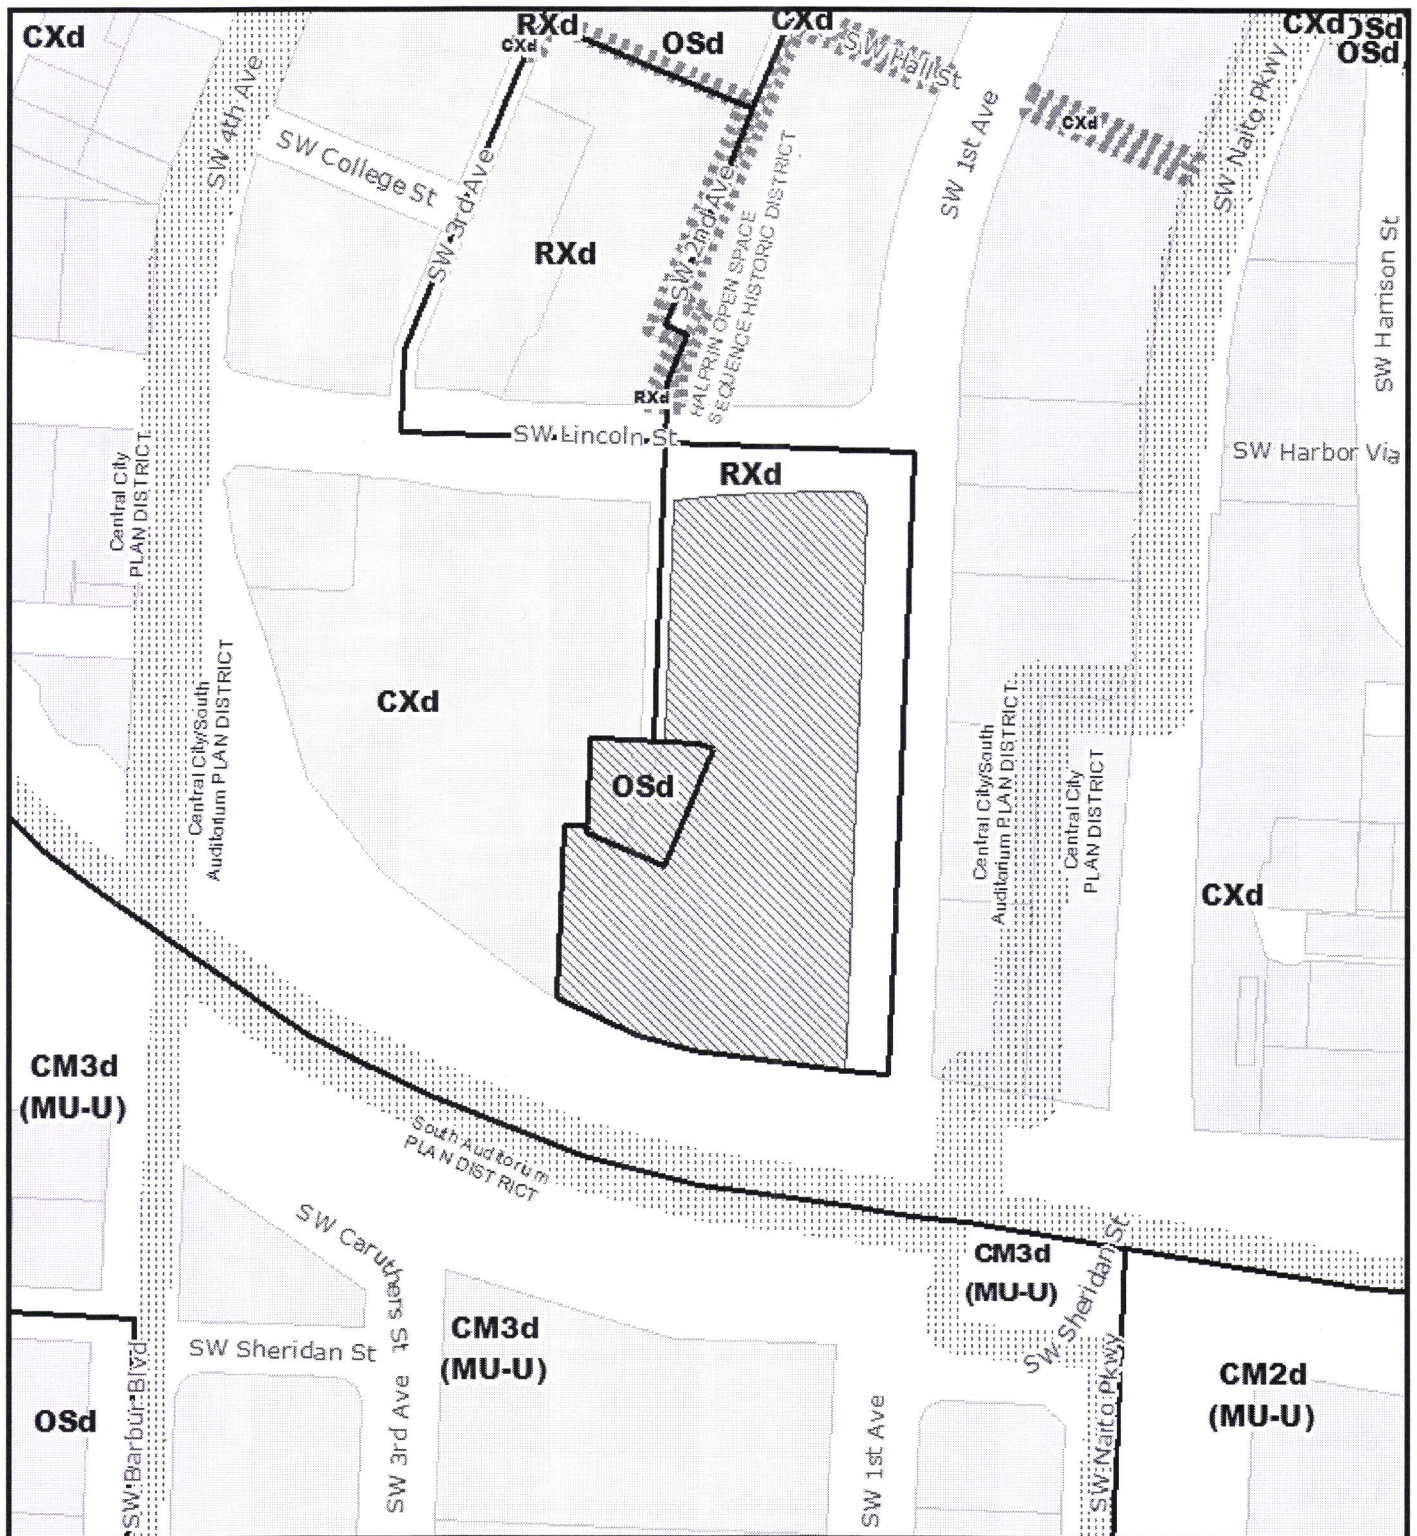 CXd
RXd
CXd
OSd
CXd
CXd
OSd
OSd
SW Hall St
CXd
SW 4th Ave
SW College St
SW 3rd Ave
RXd
SW 2nd Ave
HALPRIN OPEN SPACE
SEQUENCE HISTORIC DISTRICT
SW 1st Ave
SW Naito Pkwy
SW Harrison St
RXd
SW Lincoln St
SW Harbor Via
RXd
Central City
PLAN DISTRICT
Central City/South
Auditorium PLAN DISTRICT
CXd
OSd
Central City/South
Auditorium PLAN DISTRICT
Central City
PLAN DISTRICT
CXd
CM3d
(MU-U)
South Auditorium
PLAN DISTRICT
SW Caruthers St
CM3d
(MU-U)
SW Sheridan St
CM3d
(MU-U)
SW Sheridan St
OSd
SW Barbur Blvd
SW 3rd Ave
SW 1st Ave
SW Naito Pkwy
CM2d
(MU-U)